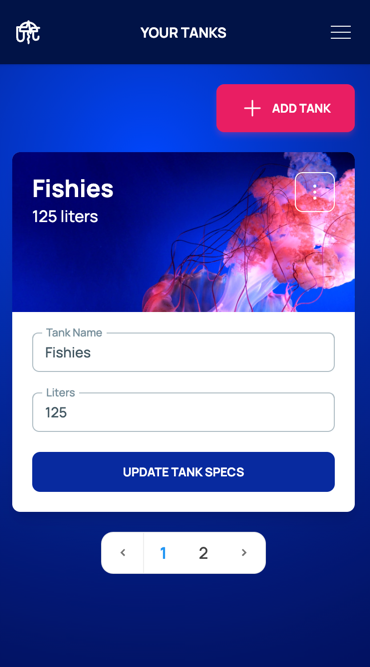 YOUR TANKS
ADD TANK
Fishies
125 liters
Tank Name
Fishies
Liters
125
UPDATE TANK SPECS
1 2